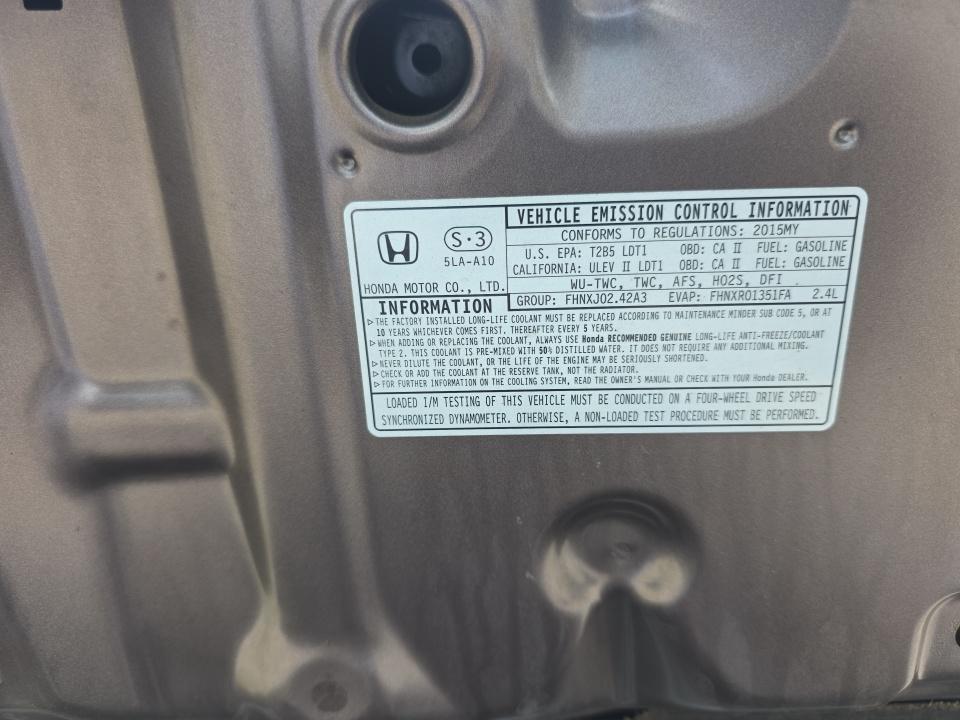 VEHICLE EMISSION CONTROL INFORMATION
CONFORMS TO REGULATIONS: 2015MY
S·3
5LA-A10
U.S. EPA: T2B5 LDT1 OBD: CA II FUEL: GASOLINE
CALIFORNIA: ULEV II LDT1 OBD: CA II FUEL: GASOLINE
HONDA MOTOR CO., LTD.
WU-TWC, TWC, AFS, HO2S, DFI
GROUP: FHNXJ02.42A3 EVAP: FHNXR01351FA 2.4L
INFORMATION
▷THE FACTORY INSTALLED LONG-LIFE COOLANT MUST BE REPLACED ACCORDING TO MAINTENANCE MINDER SUB CODE 5, OR AT
10 YEARS WHICHEVER COMES FIRST, THEREAFTER EVERY 5 YEARS.
▷WHEN ADDING OR REPLACING THE COOLANT, ALWAYS USE Honda RECOMMENDED GENUINE LONG-LIFE ANTI-FREEZE/COOLANT
TYPE 2. THIS COOLANT IS PRE-MIXED WITH 50% DISTILLED WATER. IT DOES NOT REQUIRE ANY ADDITIONAL MIXING.
▷NEVER DILUTE THE COOLANT, OR THE LIFE OF THE ENGINE MAY BE SERIOUSLY SHORTENED.
▷CHECK OR ADD THE COOLANT AT THE RESERVE TANK, NOT THE RADIATOR.
▷FOR FURTHER INFORMATION ON THE COOLING SYSTEM, READ THE OWNER'S MANUAL OR CHECK WITH YOUR Honda DEALER.
LOADED I/M TESTING OF THIS VEHICLE MUST BE CONDUCTED ON A FOUR-WHEEL DRIVE SPEED
SYNCHRONIZED DYNAMOMETER. OTHERWISE, A NON-LOADED TEST PROCEDURE MUST BE PERFORMED.